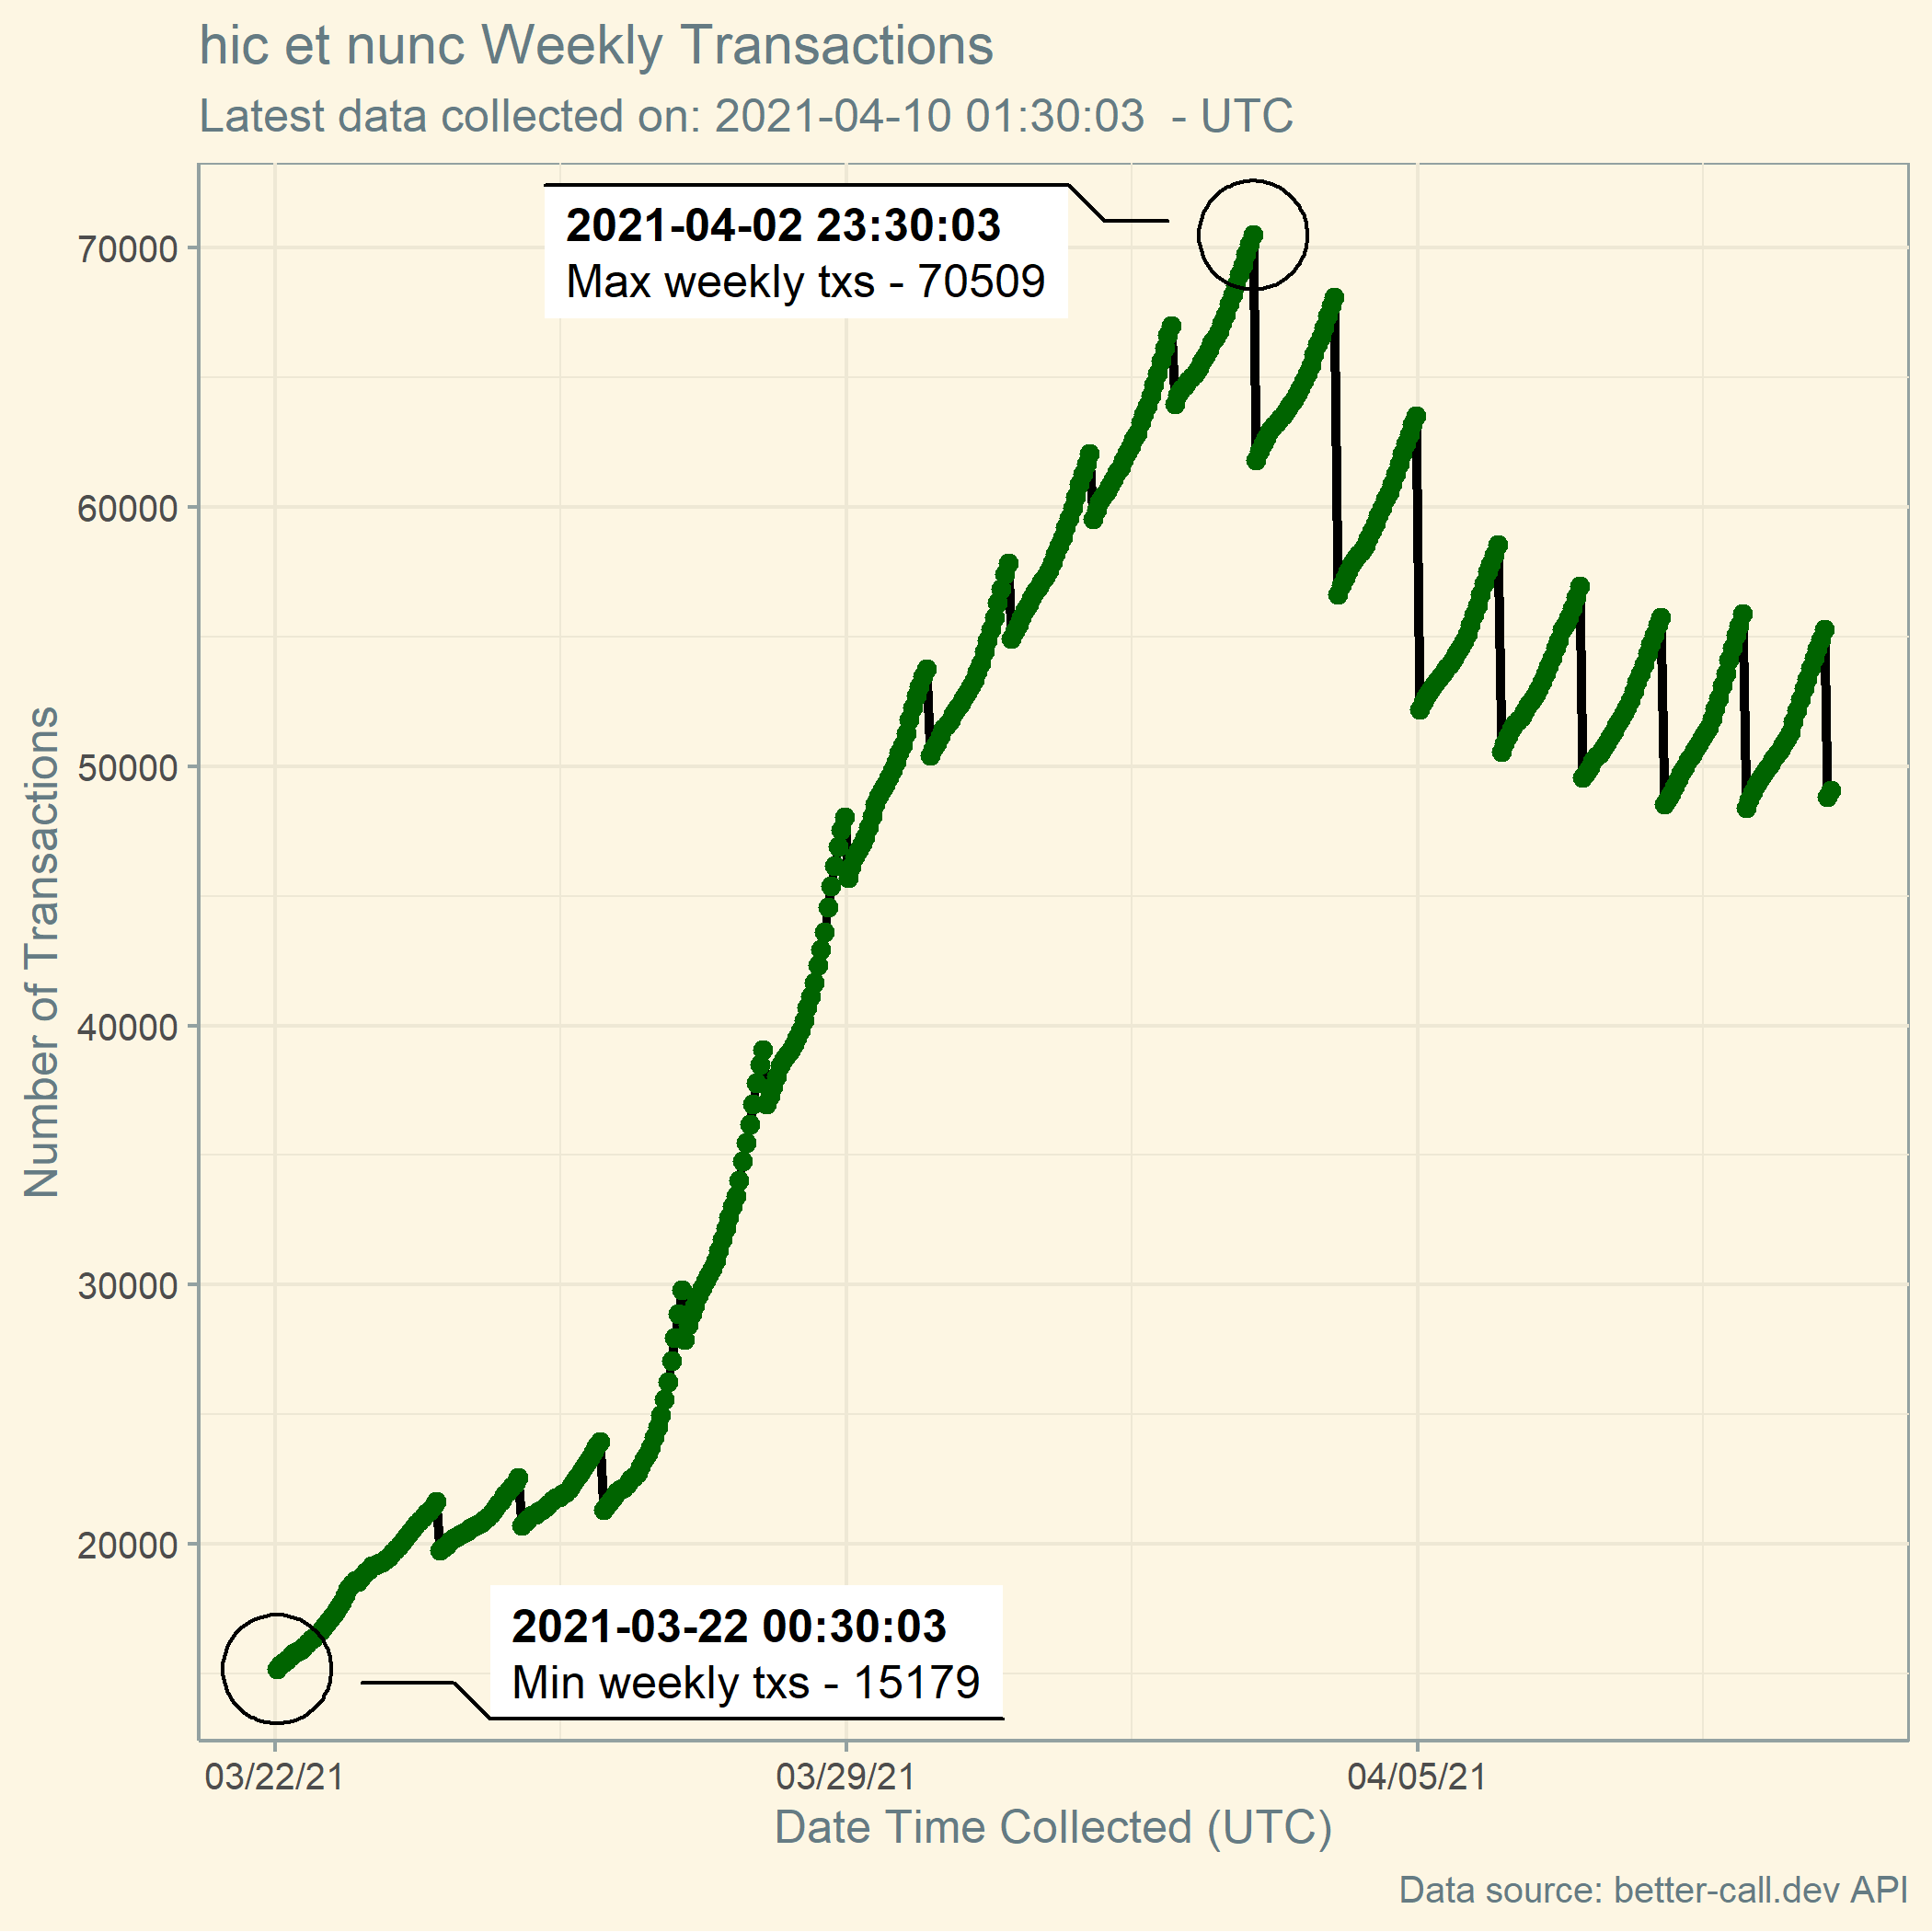 hic et nunc Weekly Transactions
Latest data collected on: 2021-04-10 01:30:03  - UTC
2021-04-02 23:30:03
Max weekly txs - 70509
70000
60000
50000
40000
30000
20000
Number of Transactions
2021-03-22 00:30:03
Min weekly txs - 15179
03/22/21
03/29/21
04/05/21
Date Time Collected (UTC)
Data source: better-call.dev API